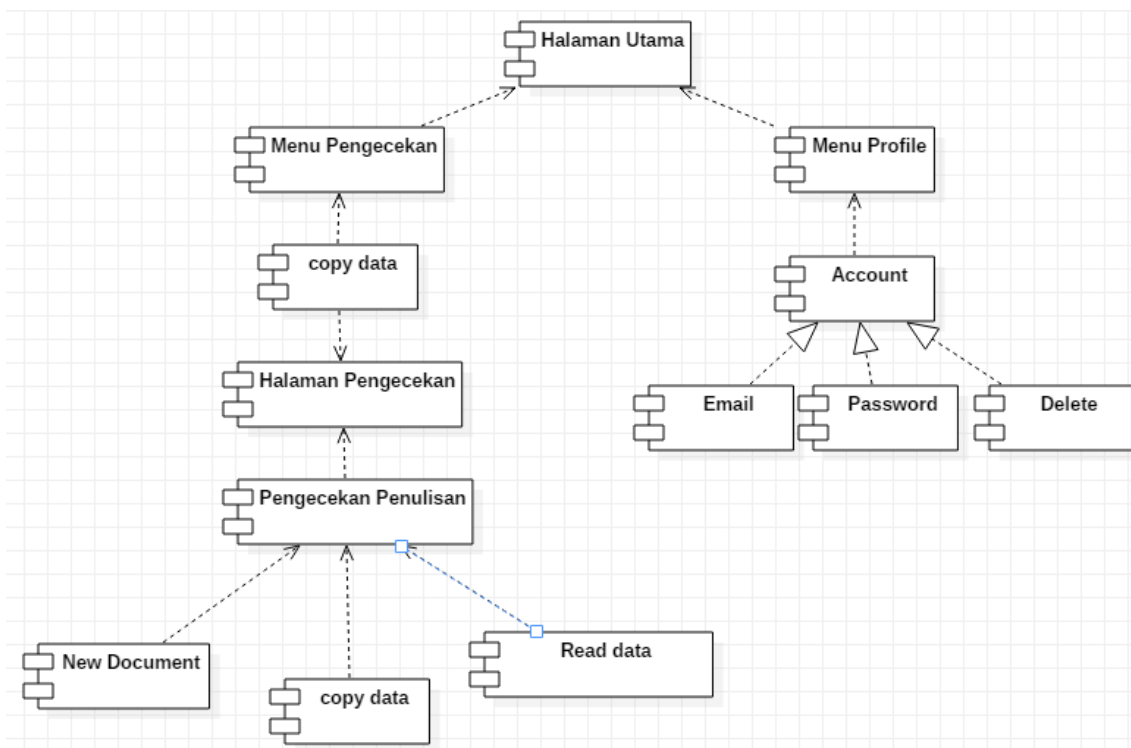 Halaman Utama
Menu Pengecekan
Menu Profile
copy data
Account
Halaman Pengecekan
Email
Password
Delete
Pengecekan Penulisan
New Document
copy data
Read data